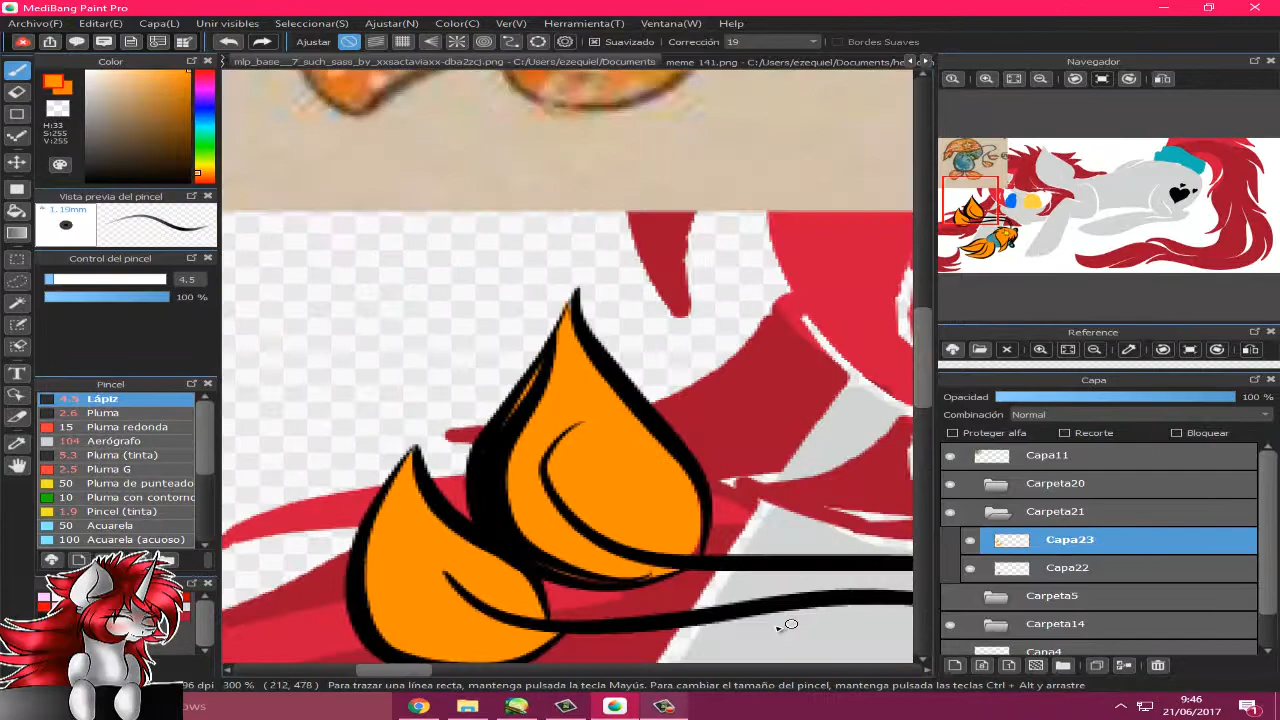 MediBang Paint Pro
Archivo(F) Editar(E) Capa(L) Unir visibles Seleccionar(S) Ajustar(N) Color(C) Ver(V) Herramienta(T) Ventana(W) Help
Ajustar Suavizado Corrección 19 Bordes Suaves
Color
mlp_base__7_such_sass_by_xxsactaviaxx-dba2zcj.png - C:/Users/ezequiel/Documents
meme 141.png - C:/Users/ezequiel/Documents/he
Navegador
H:33
S:255
V:255
Vista previa del pincel
1.19mm
Control del pincel
4.5
100 %
Pincel
4.5 Lápiz
2.6 Pluma
15 Pluma redonda
104 Aerógrafo
5.3 Pluma (tinta)
2.5 Pluma G
50 Pluma de punteado
10 Pluma con contorno
1.9 Pincel (tinta)
50 Acuarela
100 Acuarela (acuoso)
Reference
Capa
Opacidad 100 %
Combinación Normal
Proteger alfa Recorte Bloquear
Capa11
Carpeta20
Carpeta21
Capa23
Capa22
Carpeta5
Carpeta14
Capa4
96 dpi 300 % ( 212, 478 ) Para trazar una línea recta, mantenga pulsada la tecla Mayús. Para cambiar el tamaño del pincel, mantenga pulsadas las teclas Ctrl + Alt y arrastre
9:46
21/06/2017
1